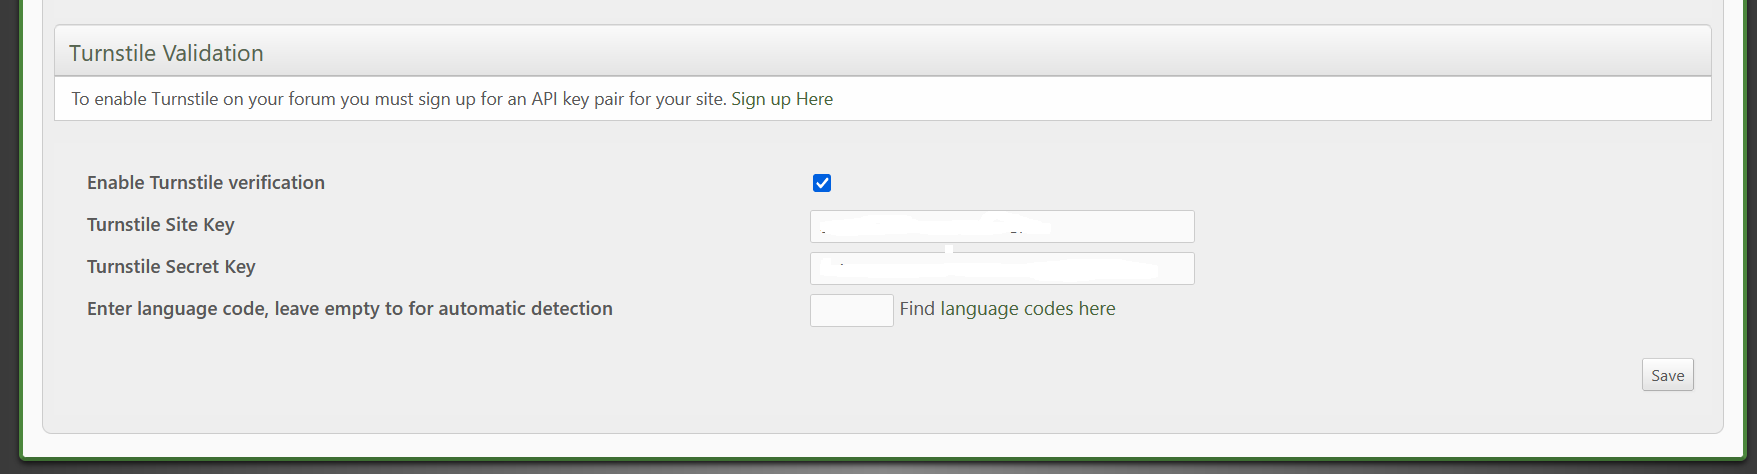 Turnstile Validation
To enable Turnstile on your forum you must sign up for an API key pair for your site. Sign up Here
Enable Turnstile verification
Turnstile Site Key
Turnstile Secret Key
Enter language code, leave empty to for automatic detection Find language codes here
Save